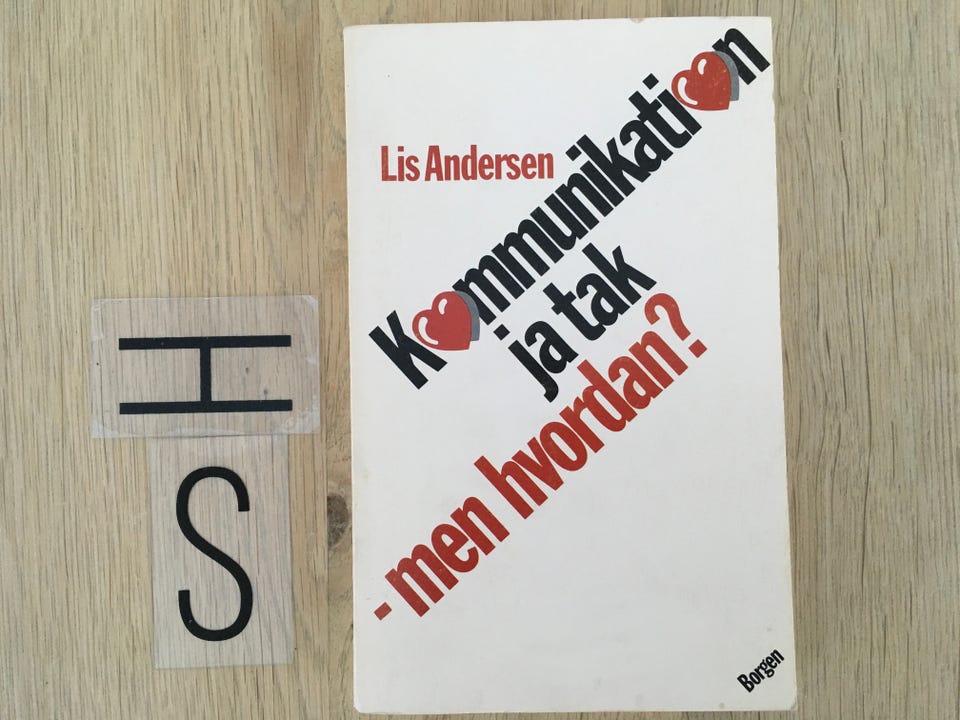 Lis Andersen
Kommunikation
ja tak
- men hvordan?
Borgen
H
S